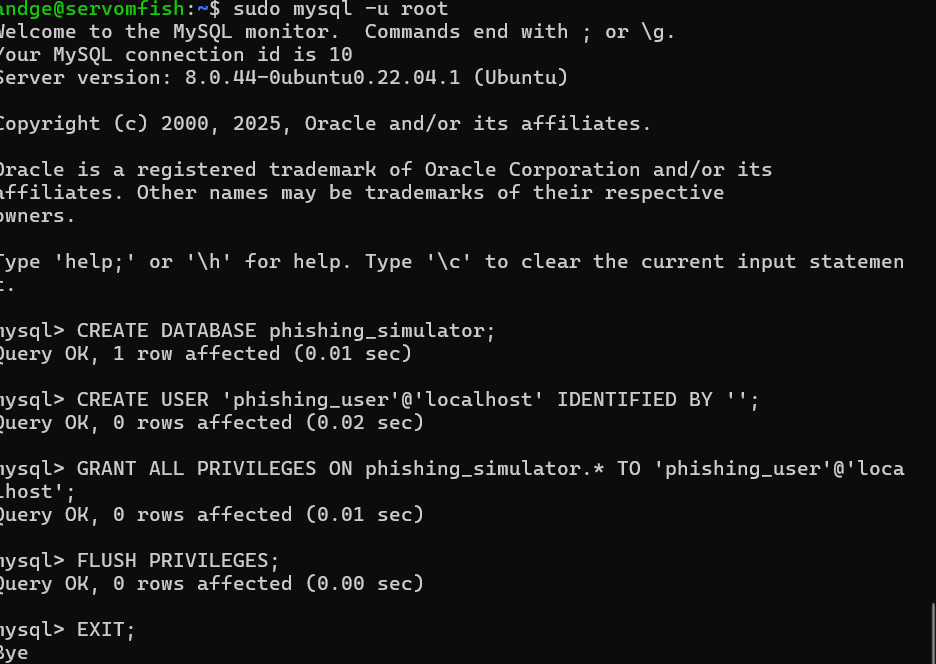 andge@servomfish:~$ sudo mysql -u root
Welcome to the MySQL monitor.  Commands end with ; or \g.
Your MySQL connection id is 10
Server version: 8.0.44-0ubuntu0.22.04.1 (Ubuntu)

Copyright (c) 2000, 2025, Oracle and/or its affiliates.

Oracle is a registered trademark of Oracle Corporation and/or its
affiliates. Other names may be trademarks of their respective
owners.

Type 'help;' or '\h' for help. Type '\c' to clear the current input statemen
t.

mysql> CREATE DATABASE phishing_simulator;
Query OK, 1 row affected (0.01 sec)

mysql> CREATE USER 'phishing_user'@'localhost' IDENTIFIED BY '';
Query OK, 0 rows affected (0.02 sec)

mysql> GRANT ALL PRIVILEGES ON phishing_simulator.* TO 'phishing_user'@'loca
lhost';
Query OK, 0 rows affected (0.01 sec)

mysql> FLUSH PRIVILEGES;
Query OK, 0 rows affected (0.00 sec)

mysql> EXIT;
Bye